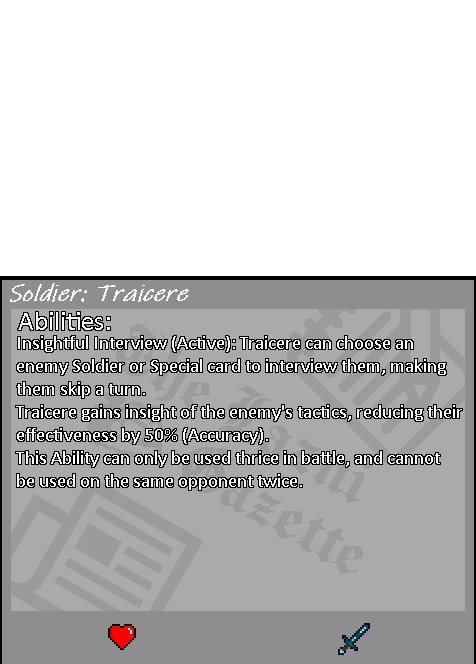 Soldier: Traicere
Abilities:
Insightful Interview (Active): Traicere can choose an
enemy Soldier or Special card to interview them, making
them skip a turn.
Traicere gains insight of the enemy's tactics, reducing their
effectiveness by 50% (Accuracy).
This Ability can only be used thrice in battle, and cannot
be used on the same opponent twice.
The
Gazette